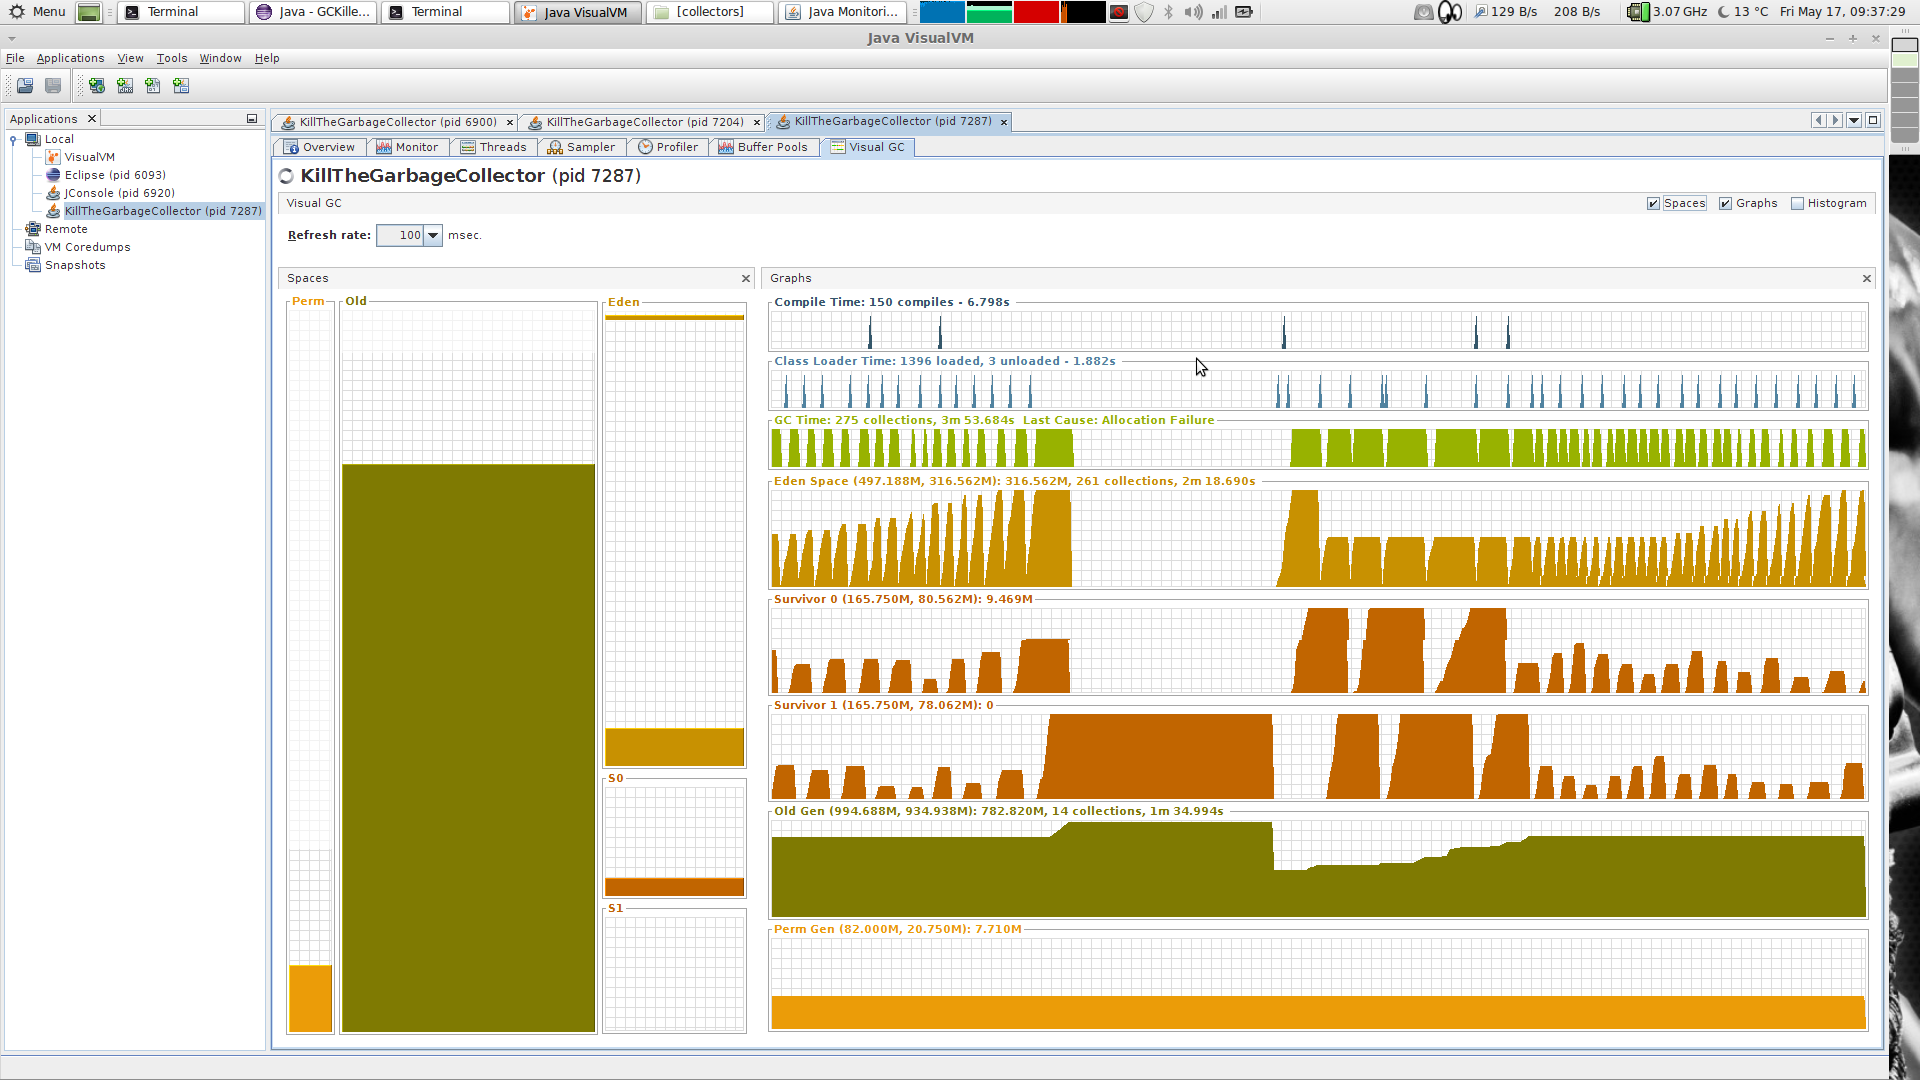 Menu Terminal Java - GCKille... Terminal Java VisualVM [collectors] Java Monitori... 129 B/s 208 B/s 3.07 GHz 13 °C Fri May 17, 09:37:29
Java VisualVM
File Applications View Tools Window Help
Applications
Local
VisualVM
Eclipse (pid 6093)
JConsole (pid 6920)
KillTheGarbageCollector (pid 7287)
Remote
VM Coredumps
Snapshots
KillTheGarbageCollector (pid 6900) KillTheGarbageCollector (pid 7204) KillTheGarbageCollector (pid 7287)
Overview Monitor Threads Sampler Profiler Buffer Pools Visual GC
KillTheGarbageCollector (pid 7287)
Visual GC Spaces Graphs Histogram
Refresh rate: 100 msec.
Spaces
Perm Old Eden
S0
S1
Graphs
Compile Time: 150 compiles - 6.798s
Class Loader Time: 1396 loaded, 3 unloaded - 1.882s
GC Time: 275 collections, 3m 53.684s Last Cause: Allocation Failure
Eden Space (497.188M, 316.562M): 316.562M, 261 collections, 2m 18.690s
Survivor 0 (165.750M, 80.562M): 9.469M
Survivor 1 (165.750M, 78.062M): 0
Old Gen (994.688M, 934.938M): 782.820M, 14 collections, 1m 34.994s
Perm Gen (82.000M, 20.750M): 7.710M